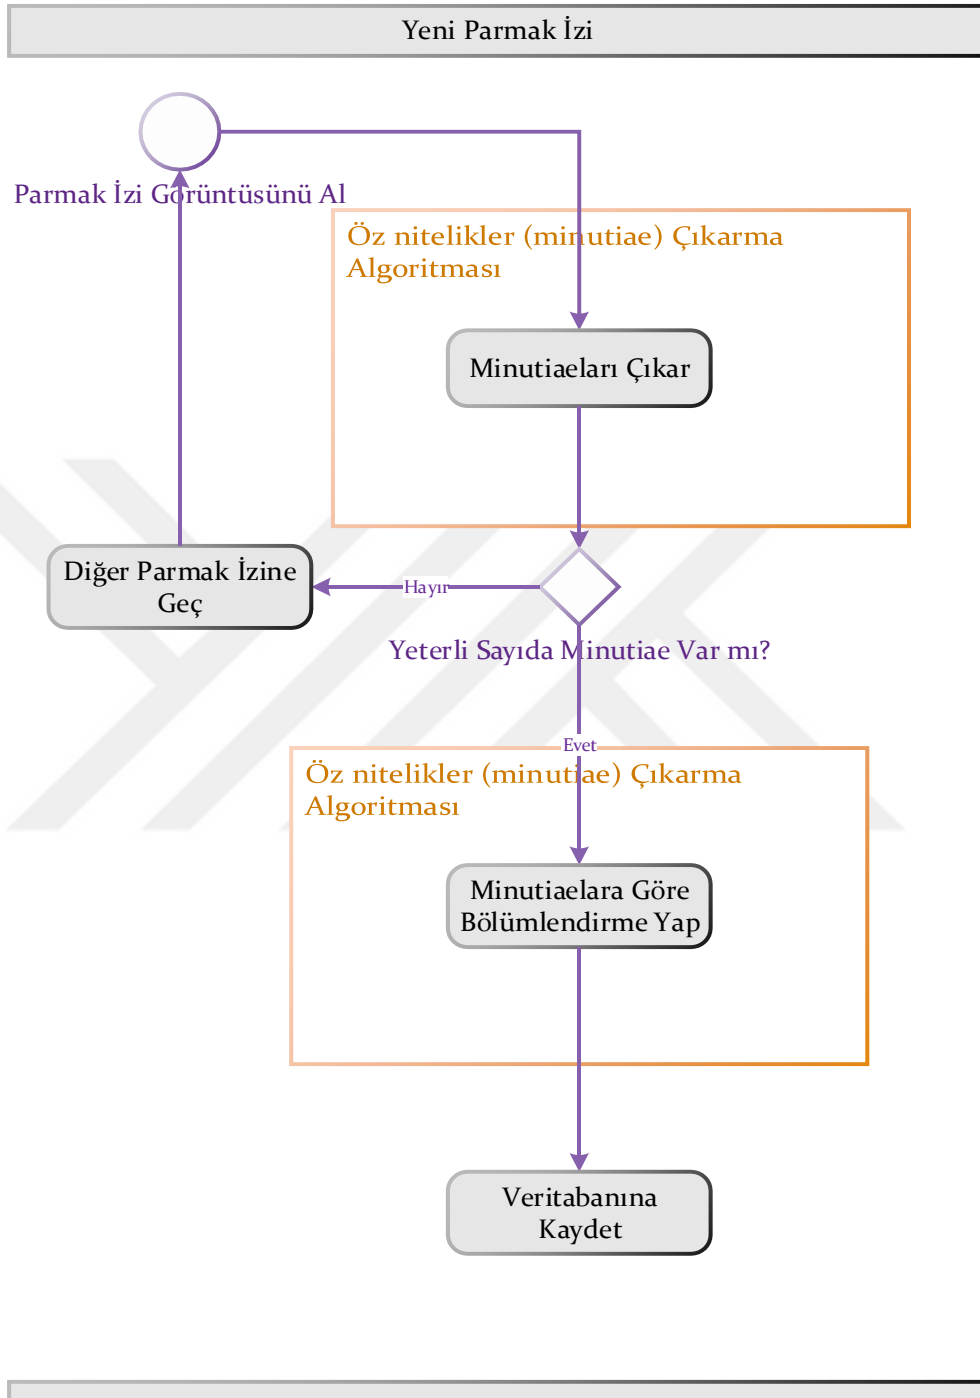 Yeni Parmak İzi
Parmak İzi Görüntüsünü Al
Öz nitelikler (minutiae) Çıkarma
Algoritması
Minutiaeları Çıkar
Diğer Parmak İzine
Geç
Hayır
Yeterli Sayıda Minutiae Var mı?
Evet
Öz nitelikler (minutiae) Çıkarma
Algoritması
Minutiaelara Göre
Bölümlendirme Yap
Veritabanına
Kaydet